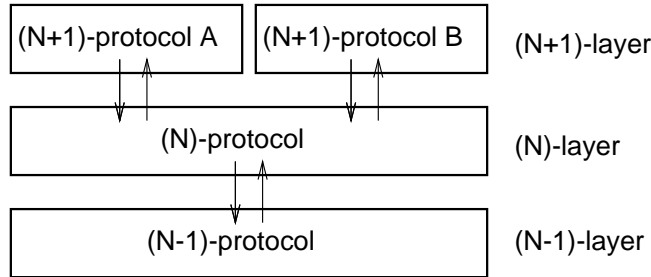 (N+1)-protocol A (N+1)-protocol B (N+1)-layer
(N)-protocol (N)-layer
(N-1)-protocol (N-1)-layer